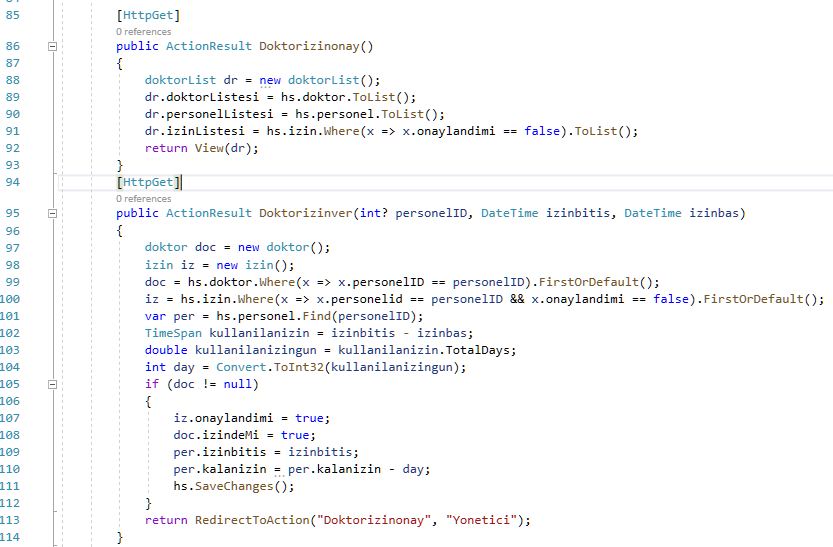 85 [HttpGet]
0 references
86 public ActionResult Doktorizinonay()
87 {
88 doktorList dr = new doktorList();
89 dr.doktorListesi = hs.doktor.ToList();
90 dr.personelListesi = hs.personel.ToList();
91 dr.izinListesi = hs.izin.Where(x => x.onaylandimi == false).ToList();
92 return View(dr);
93 }
94 [HttpGet]
0 references
95 public ActionResult Doktorizinver(int? personelID, DateTime izinbitis, DateTime izinbas)
96 {
97 doktor doc = new doktor();
98 izin iz = new izin();
99 doc = hs.doktor.Where(x => x.personelID == personelID).FirstOrDefault();
100 iz = hs.izin.Where(x => x.personelid == personelID && x.onaylandimi == false).FirstOrDefault();
101 var per = hs.personel.Find(personelID);
102 TimeSpan kullanilanizin = izinbitis - izinbas;
103 double kullanilanizingun = kullanilanizin.TotalDays;
104 int day = Convert.ToInt32(kullanilanizingun);
105 if (doc != null)
106 {
107 iz.onaylandimi = true;
108 doc.izindeMi = true;
109 per.izinbitis = izinbitis;
110 per.kalanizin = per.kalanizin - day;
111 hs.SaveChanges();
112 }
113 return RedirectToAction("Doktorizinonay", "Yonetici");
114 }